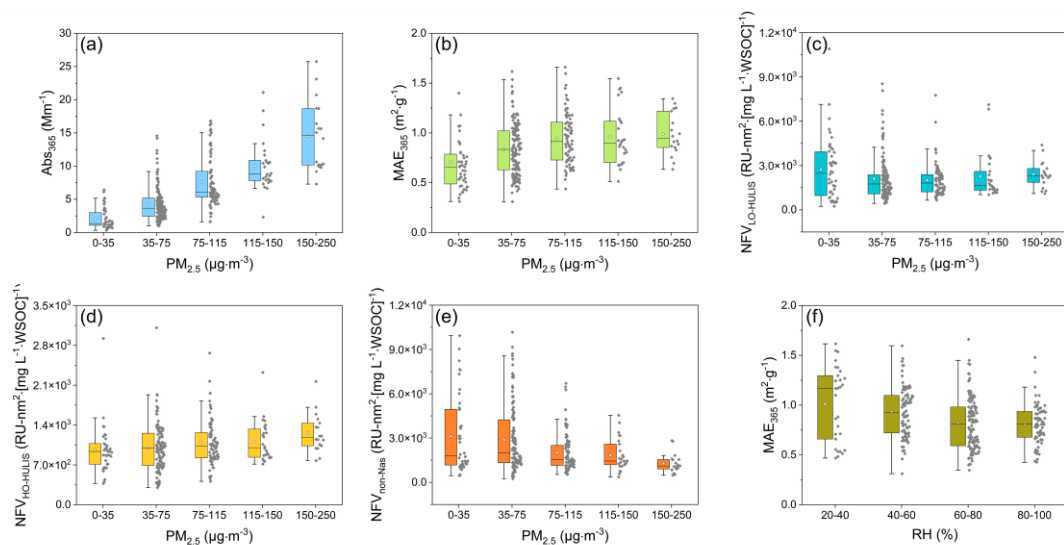 (a)
Abs365 (Mm-1)
30
25
20
15
10
5
0
0-35 35-75 75-115 115-150 150-250
PM2.5 (μg·m-3)
(b)
MAE365 (m2·g-1)
2.0
1.5
1.0
0.5
0.0
0-35 35-75 75-115 115-150 150-250
PM2.5 (μg·m-3)
(c)
NFVLO-HULIS (RU-nm2·[mg L-1·WSOC]-1)
1.2×104
9.0×103
6.0×103
3.0×103
0.0
0-35 35-75 75-115 115-150 150-250
PM2.5 (μg·m-3)
(d)
NFVHO-HULIS (RU-nm2·[mg L-1·WSOC]-1)
3.5×103
2.8×103
2.1×103
1.4×103
7.0×102
0.0
0-35 35-75 75-115 115-150 150-250
PM2.5 (μg·m-3)
(e)
NFVnon-Nas (RU-nm2·[mg L-1·WSOC]-1)
1.2×104
9.0×103
6.0×103
3.0×103
0.0
0-35 35-75 75-115 115-150 150-250
PM2.5 (μg·m-3)
(f)
MAE365 (m2·g-1)
2.0
1.5
1.0
0.5
0.0
20-40 40-60 60-80 80-100
RH (%)